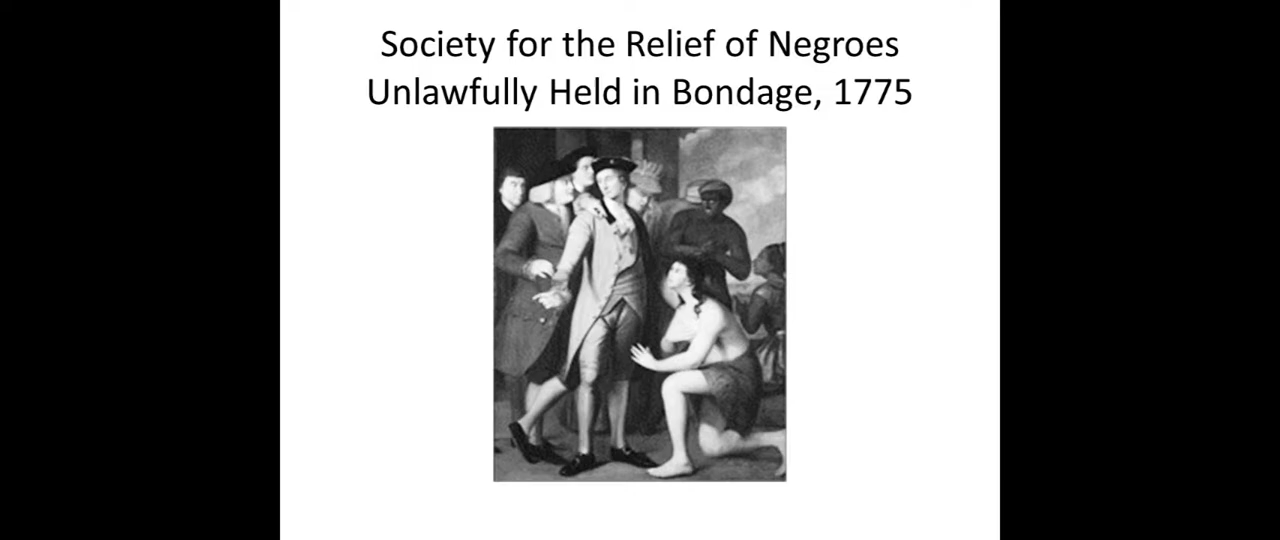 Society for the Relief of Negroes
Unlawfully Held in Bondage, 1775